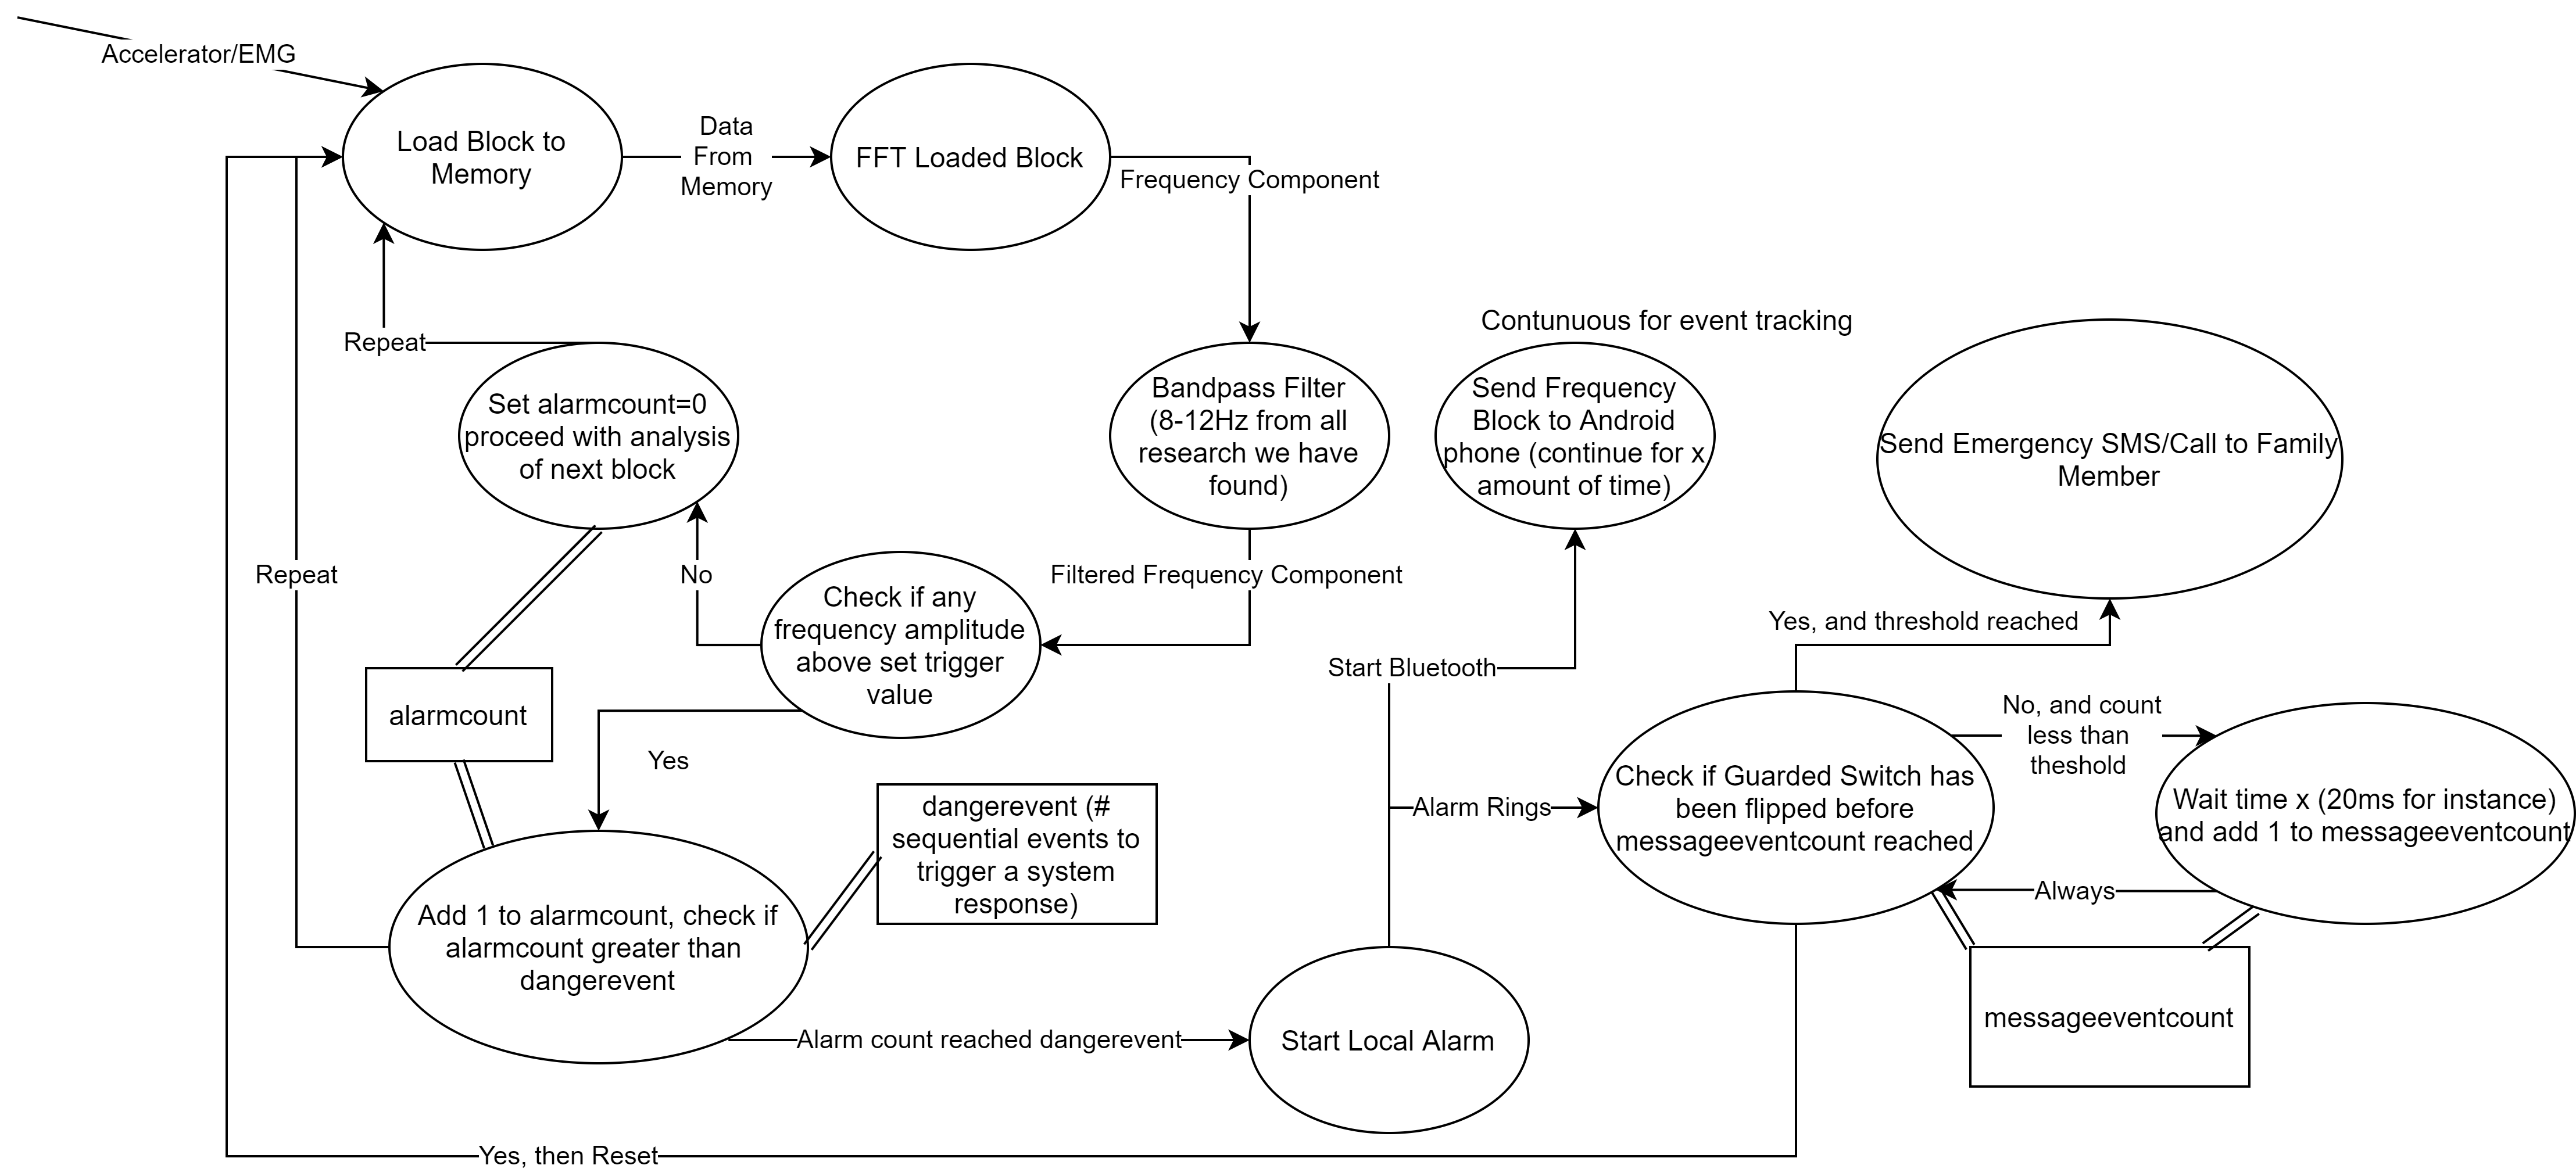 Accelerator/EMG
Load Block to
Memory
Data
From
Memory
FFT Loaded Block
Frequency Component
Repeat
Set alarmcount=0
proceed with analysis
of next block
Bandpass Filter
(8-12Hz from all
research we have
found)
Contunuous for event tracking
Send Frequency
Block to Android
phone (continue for x
amount of time)
Send Emergency SMS/Call to Family
Member
Repeat
No
Check if any
frequency amplitude
above set trigger
value
Filtered Frequency Component
Start Bluetooth
Yes, and threshold reached
alarmcount
Yes
No, and count
less than
theshold
dangerevent (#
sequential events to
trigger a system
response)
Alarm Rings
Check if Guarded Switch has
been flipped before
messageeventcount reached
Wait time x (20ms for instance)
and add 1 to messageeventcount
Always
Add 1 to alarmcount, check if
alarmcount greater than
dangerevent
Alarm count reached dangerevent
Start Local Alarm
messageeventcount
Yes, then Reset